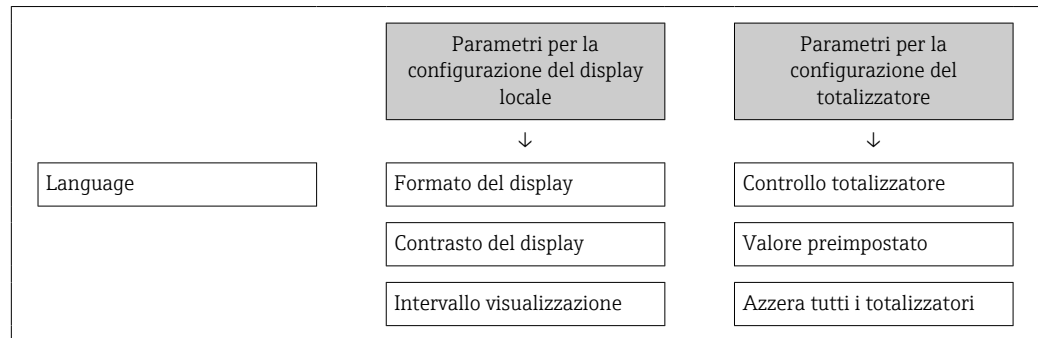 Parametri per la
configurazione del display
locale
Parametri per la
configurazione del
totalizzatore
↓
↓
Language
Formato del display
Controllo totalizzatore
Contrasto del display
Valore preimpostato
Intervallo visualizzazione
Azzera tutti i totalizzatori